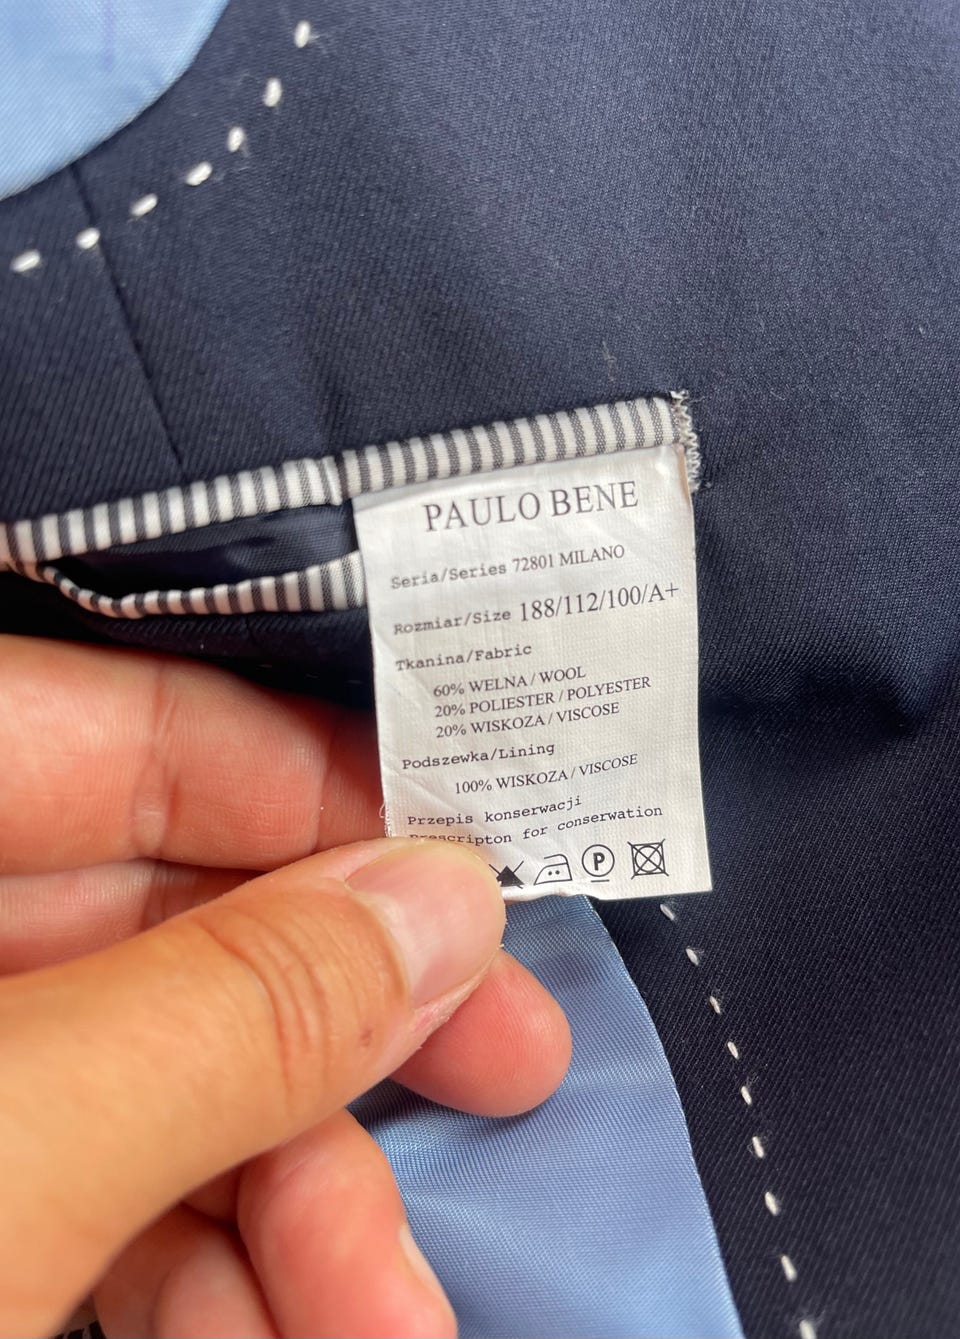 PAULO BENE
Seria/Series 72801 MILANO
Rozmiar/Size 188/112/100/A+
Tkanina/Fabric
60% WELNA / WOOL
20% POLIESTER / POLYESTER
20% WISKOZA / VISCOSE
Podszewka/Lining
100% WISKOZA / VISCOSE
Przepis konserwacji
Prescripton for conserwation
P